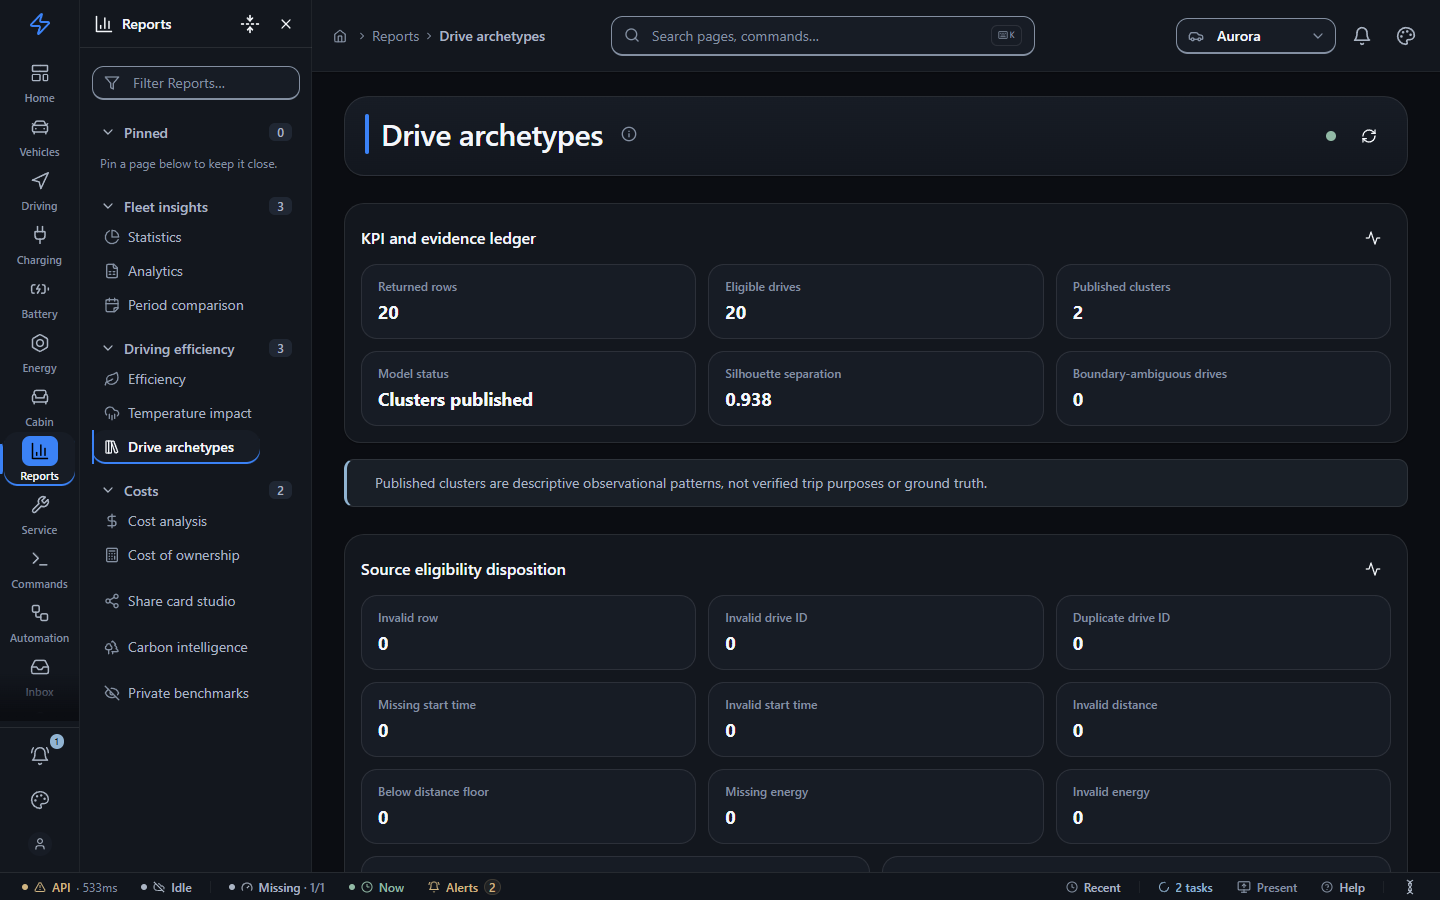 Reports
Reports
Drive archetypes
Search pages, commands...
K
Aurora
Home
Vehicles
Driving
Charging
Battery
Energy
Cabin
Reports
Service
Commands
Automation
Inbox
1
Filter Reports...
Pinned
0
Pin a page below to keep it close.
Fleet insights
3
Statistics
Analytics
Period comparison
Driving efficiency
3
Efficiency
Temperature impact
Drive archetypes
Costs
2
Cost analysis
Cost of ownership
Share card studio
Carbon intelligence
Private benchmarks
Drive archetypes
KPI and evidence ledger
Returned rows
20
Eligible drives
20
Published clusters
2
Model status
Clusters published
Silhouette separation
0.938
Boundary-ambiguous drives
0
Published clusters are descriptive observational patterns, not verified trip purposes or ground truth.
Source eligibility disposition
Invalid row
0
Invalid drive ID
0
Duplicate drive ID
0
Missing start time
0
Invalid start time
0
Invalid distance
0
Below distance floor
0
Missing energy
0
Invalid energy
0
API · 533ms
Idle
Missing · 1/1
Now
Alerts 2
Recent
2 tasks
Present
Help